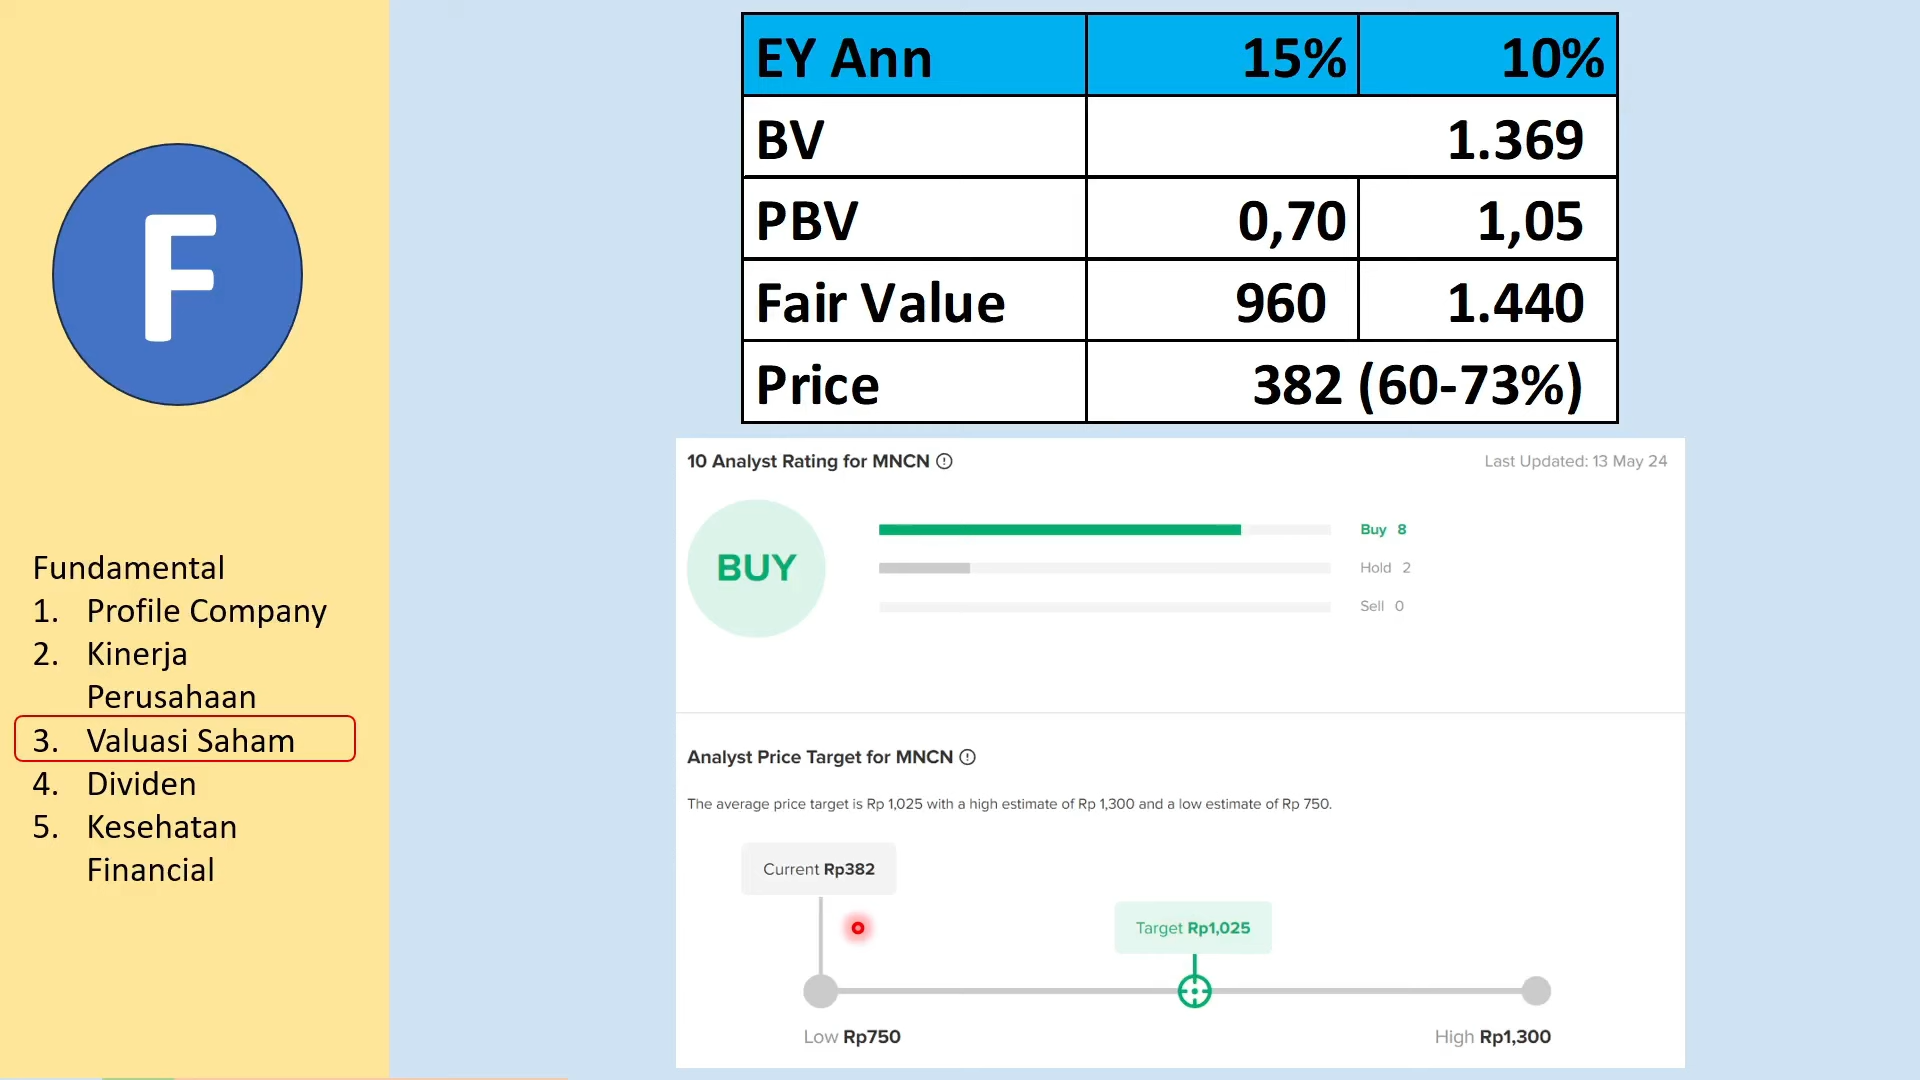 F
Fundamental
1. Profile Company
2. Kinerja
Perusahaan
3. Valuasi Saham
4. Dividen
5. Kesehatan
Financial
EY Ann 15% 10%
BV 1.369
PBV 0,70 1,05
Fair Value 960 1.440
Price 382 (60-73%)
10 Analyst Rating for MNCN
Last Updated: 13 May 24
BUY
Buy 8
Hold 2
Sell 0
Analyst Price Target for MNCN
The average price target is Rp 1,025 with a high estimate of Rp 1,300 and a low estimate of Rp 750.
Current Rp382
Target Rp1,025
Low Rp750
High Rp1,300